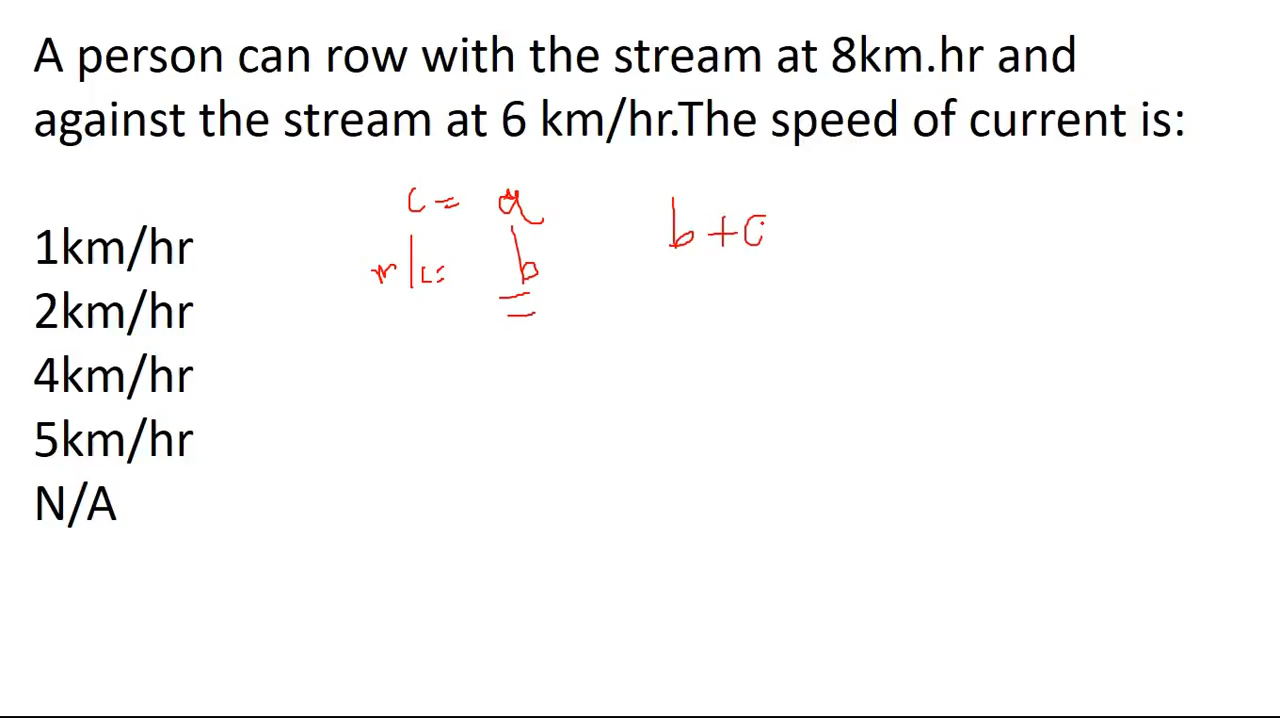 A person can row with the stream at 8km.hr and
against the stream at 6 km/hr.The speed of current is:
c = a
b + c
1km/hr
b
2km/hr
4km/hr
5km/hr
N/A